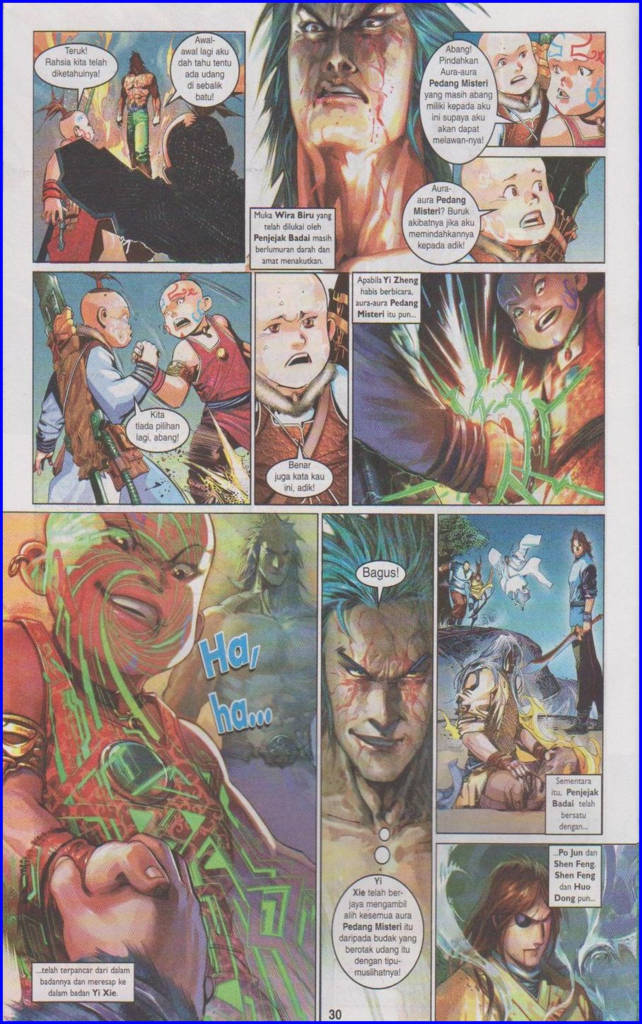 Teruk!
Rahsia kita telah
diketahuinya!
Awal-
awal lagi aku
dah tahu tentu
ada udang
di sebalik
batu!
Muka Wira Biru yang
telah dilukai oleh
Penjejak Badai masih
berlumuran darah dan
amat menakutkan.
Abang!
Pindahkan
Aura-aura
Pedang Misteri
yang masih abang
miliki kepada aku
ini supaya aku
akan dapat
melawan-nya!
Aura-
aura Pedang
Misteri? Buruk
akibatnya jika aku
memindahkannya
kepada adik!
Kita
tiada pilihan
lagi, abang!
Benar
juga kata kau
ini, adik!
Apabila Yi Zheng
habis berbicara,
aura-aura Pedang
Misteri itu pun...
Ha,
ha...
...telah terpancar dari dalam
badannya dan meresap ke
dalam badan Yi Xie.
Bagus!
Yi
Xie telah ber-
jaya mengambil
alih kesemua aura
Pedang Misteri itu
daripada budak yang
berotak udang itu
dengan tipu-
muslihatnya!
Sementara
itu, Penjejak
Badai telah
bersatu
dengan...
...Po Jun dan
Shen Feng.
Shen Feng
dan Huo
Dong pun...
30